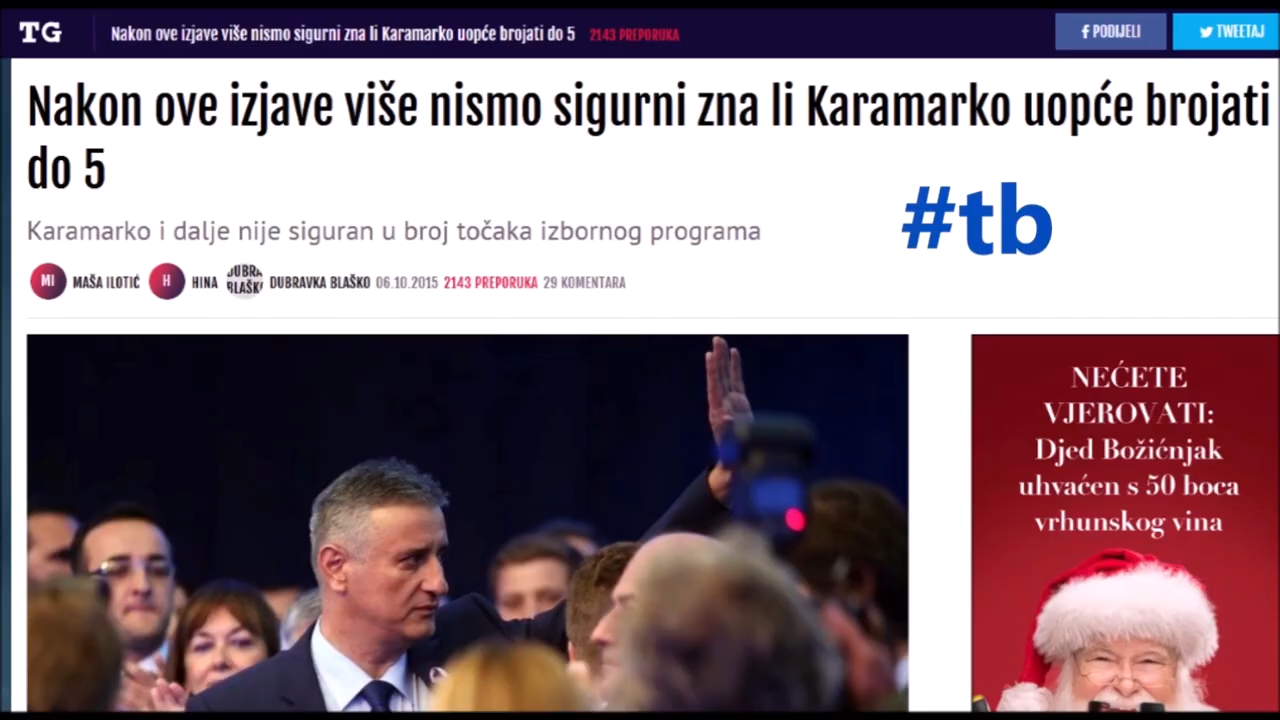 TG
Nakon ove izjave više nismo sigurni zna li Karamarko uopće brojati do 5 2143 PREPORUKA
PODIJELI
TWEETAJ
Nakon ove izjave više nismo sigurni zna li Karamarko uopće brojati
do 5
#tb
Karamarko i dalje nije siguran u broj točaka izbornog programa
MI MAŠA ILOTIĆ H HINA DUBRAVKA BLAŠKO 06.10.2015 2143 PREPORUKA 29 KOMENTARA
NEĆETE
VJEROVATI:
Djed Božićnjak
uhvaćen s 50 boca
vrhunskog vina